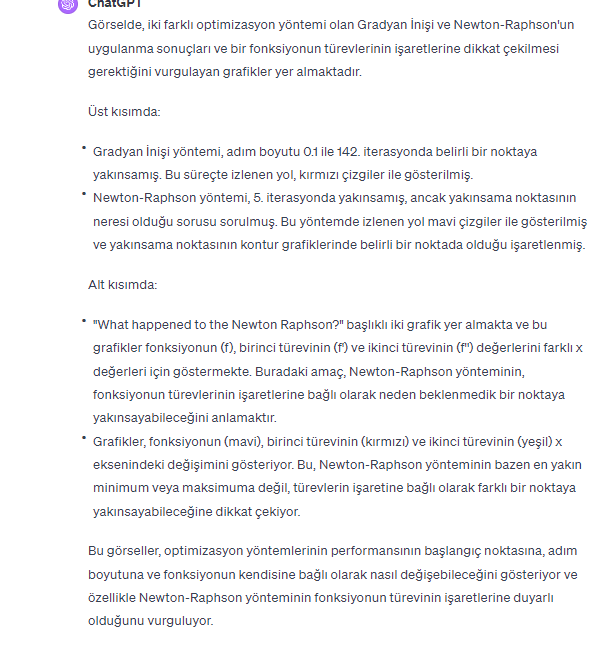 ChatGPT
Görselde, iki farklı optimizasyon yöntemi olan Gradyan İnişi ve Newton-Raphson'un
uygulanma sonuçları ve bir fonksiyonun türevlerinin işaretlerine dikkat çekilmesi
gerektiğini vurgulayan grafikler yer almaktadır.
Üst kısımda:
• Gradyan İnişi yöntemi, adım boyutu 0.1 ile 142. iterasyonda belirli bir noktaya
yakınsamış. Bu süreçte izlenen yol, kırmızı çizgiler ile gösterilmiş.
• Newton-Raphson yöntemi, 5. iterasyonda yakınsamış, ancak yakınsama noktasının
neresi olduğu sorusu sorulmuş. Bu yöntemde izlenen yol mavi çizgiler ile gösterilmiş
ve yakınsama noktasının kontur grafiklerinde belirli bir noktada olduğu işaretlenmiş.
Alt kısımda:
• "What happened to the Newton Raphson?" başlıklı iki grafik yer almakta ve bu
grafikler fonksiyonun (f), birinci türevinin (f') ve ikinci türevinin (f'') değerlerini farklı x
değerleri için göstermekte. Buradaki amaç, Newton-Raphson yönteminin,
fonksiyonun türevlerinin işaretlerine bağlı olarak neden beklenmedik bir noktaya
yakınsayabileceğini anlamaktır.
• Grafikler, fonksiyonun (mavi), birinci türevinin (kırmızı) ve ikinci türevinin (yeşil) x
eksenindeki değişimini gösteriyor. Bu, Newton-Raphson yönteminin bazen en yakın
minimum veya maksimuma değil, türevlerin işaretine bağlı olarak farklı bir noktaya
yakınsayabileceğine dikkat çekiyor.
Bu görseller, optimizasyon yöntemlerinin performansının başlangıç noktasına, adım
boyutuna ve fonksiyonun kendisine bağlı olarak nasıl değişebileceğini gösteriyor ve
özellikle Newton-Raphson yönteminin fonksiyonun türevinin işaretlerine duyarlı
olduğunu vurguluyor.